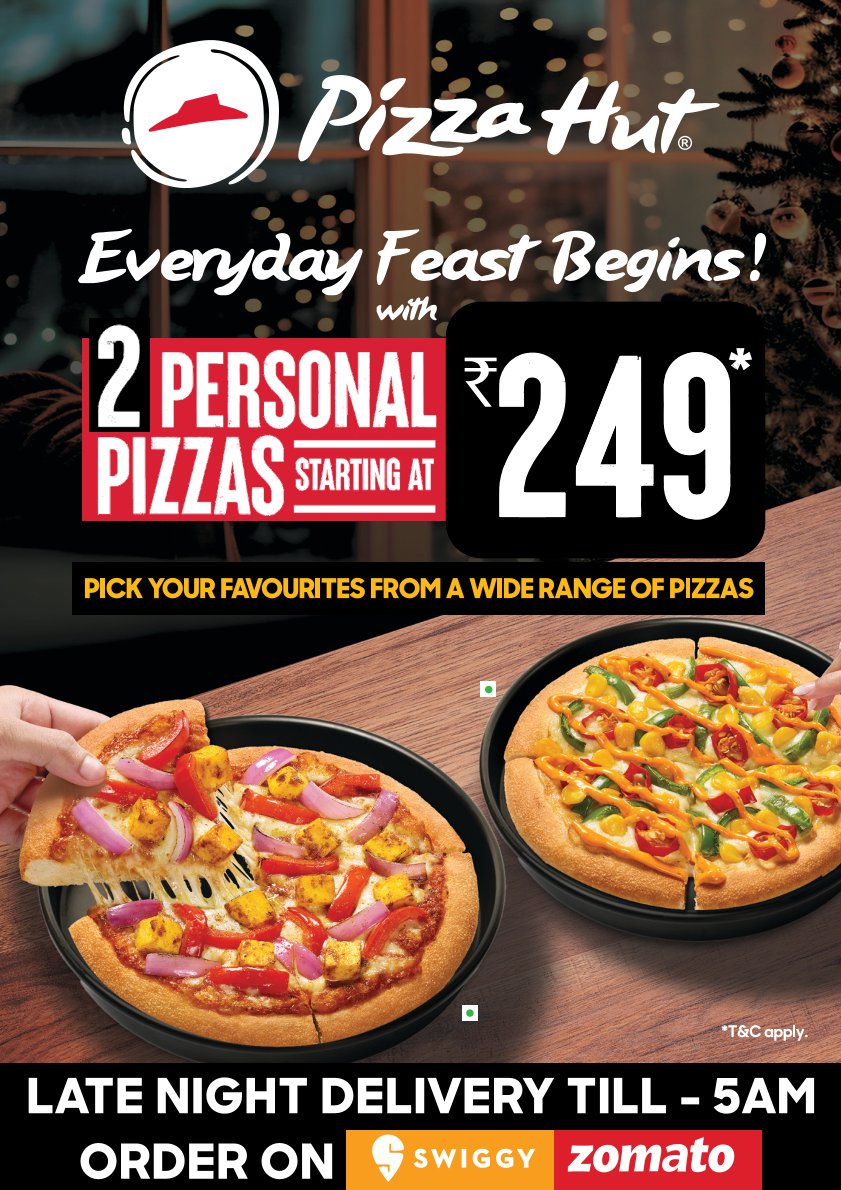 Pizza Hut®
Everyday Feast Begins!
with
2 PERSONAL
PIZZAS STARTING AT
₹249*
PICK YOUR FAVOURITES FROM A WIDE RANGE OF PIZZAS
*T&C apply.
LATE NIGHT DELIVERY TILL - 5AM
ORDER ON SWIGGY zomato